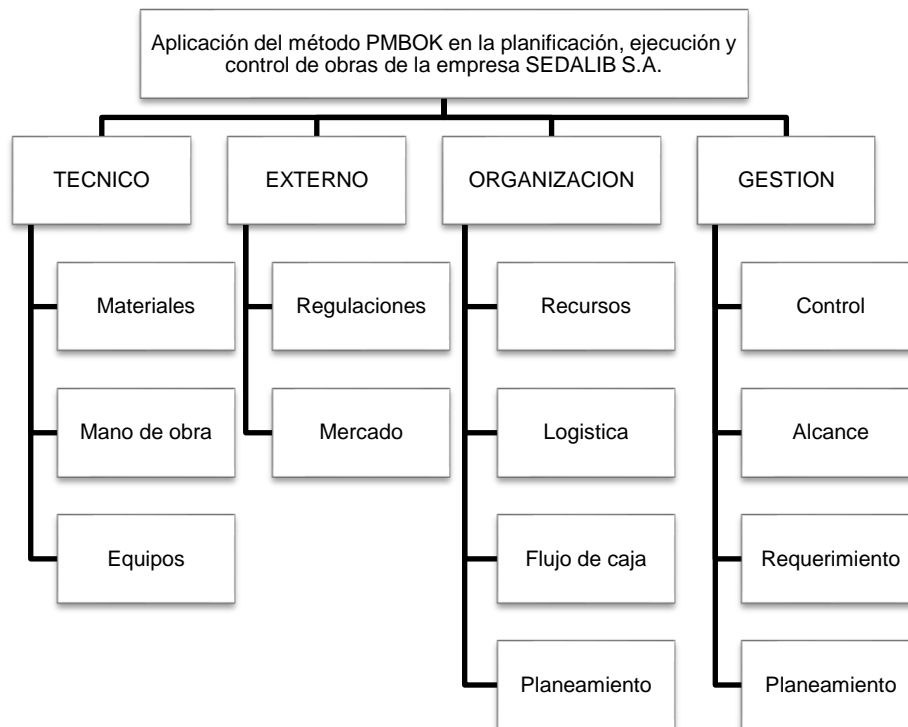 Aplicación del método PMBOK en la planificación, ejecución y
control de obras de la empresa SEDALIB S.A.
TECNICO
EXTERNO
ORGANIZACION
GESTION
Materiales
Regulaciones
Recursos
Control
Mano de obra
Mercado
Logistica
Alcance
Equipos
Flujo de caja
Requerimiento
Planeamiento
Planeamiento